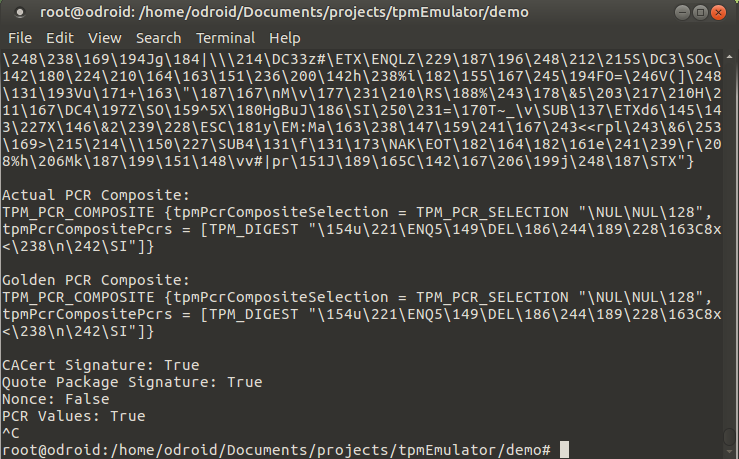 root@odroid: /home/odroid/Documents/projects/tpmEmulator/demo
File Edit View Search Terminal Help
\248\238\169\194Jg\184|\\\214\DC33z#\ETX\ENQLZ\229\187\196\248\212\215S\DC3\SOc\
142\180\224\210\164\163\151\236\200\142h\238%i\182\155\167\245\194FO=\246V(]\248
\131\193Vu\171+\163\"\187\167\nM\v\177\231\210\RS\188%\243\178\&5\203\217\210H\2
11\167\DC4\197Z\SO\159^5X\180HgBuJ\186\SI\250\231=\170T~_\v\SUB\137\ETXd6\145\14
3\227X\146\&2\239\228\ESC\181y\EM:Ma\163\238\147\159\241\167\243<<rpl\243\&6\253
\169>\215\214\\\150\227\SUB4\131\f\131\173\NAK\EOT\182\164\182\161e\241\239\r\20
8%h\206Mk\187\199\151\148\vv#|pr\151J\189\165C\142\167\206\199j\248\187\STX"}
Actual PCR Composite:
TPM_PCR_COMPOSITE {tpmPcrCompositeSelection = TPM_PCR_SELECTION "\NUL\NUL\128",
tpmPcrCompositePcrs = [TPM_DIGEST "\154u\221\ENQ5\149\DEL\186\244\189\228\163C8x
<\238\n\242\SI"]}
Golden PCR Composite:
TPM_PCR_COMPOSITE {tpmPcrCompositeSelection = TPM_PCR_SELECTION "\NUL\NUL\128",
tpmPcrCompositePcrs = [TPM_DIGEST "\154u\221\ENQ5\149\DEL\186\244\189\228\163C8x
<\238\n\242\SI"]}
CACert Signature: True
Quote Package Signature: True
Nonce: False
PCR Values: True
^C
root@odroid:/home/odroid/Documents/projects/tpmEmulator/demo#